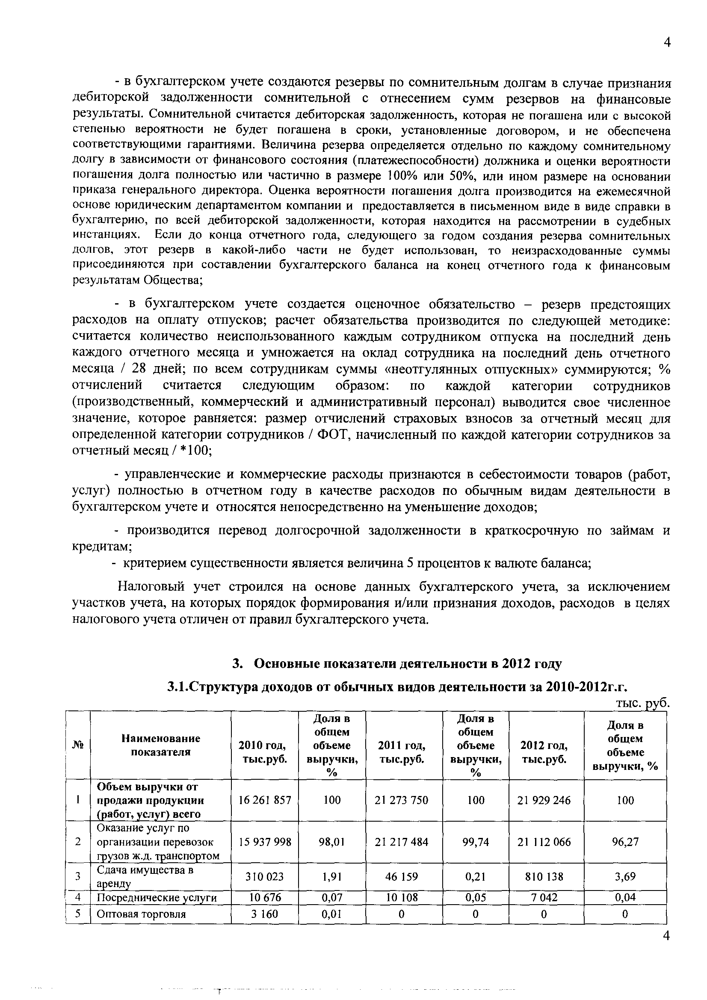 4
- в бухгалтерском учете создаются резервы по сомнительным долгам в случае признания
дебиторской задолженности сомнительной с отнесением сумм резервов на финансовые
результаты. Сомнительной считается дебиторская задолженность, которая не погашена или с высокой
степенью вероятности не будет погашена в сроки, установленные договором, и не обеспечена
соответствующими гарантиями. Величина резерва определяется отдельно по каждому сомнительному
долгу в зависимости от финансового состояния (платежеспособности) должника и оценки вероятности
погашения долга полностью или частично в размере 100% или 50%, или ином размере на основании
приказа генерального директора. Оценка вероятности погашения долга производится на ежемесячной
основе юридическим департаментом компании и предоставляется в письменном виде в виде справки в
бухгалтерию, по всей дебиторской задолженности, которая находится на рассмотрении в судебных
инстанциях. Если до конца отчетного года, следующего за годом создания резерва сомнительных
долгов, этот резерв в какой-либо части не будет использован, то неизрасходованные суммы
присоединяются при составлении бухгалтерского баланса на конец отчетного года к финансовым
результатам Общества;
- в бухгалтерском учете создается оценочное обязательство – резерв предстоящих
расходов на оплату отпусков; расчет обязательства производится по следующей методике:
считается количество неиспользованного каждым сотрудником отпуска на последний день
каждого отчетного месяца и умножается на оклад сотрудника на последний день отчетного
месяца / 28 дней; по всем сотрудникам суммы «неотгулянных отпускных» суммируются; %
отчислений считается следующим образом: по каждой категории сотрудников
(производственный, коммерческий и административный персонал) выводится свое численное
значение, которое равняется: размер отчислений страховых взносов за отчетный месяц для
определенной категории сотрудников / ФОТ, начисленный по каждой категории сотрудников за
отчетный месяц / *100;
- управленческие и коммерческие расходы признаются в себестоимости товаров (работ,
услуг) полностью в отчетном году в качестве расходов по обычным видам деятельности в
бухгалтерском учете и относятся непосредственно на уменьшение доходов;
- производится перевод долгосрочной задолженности в краткосрочную по займам и
кредитам;
- критерием существенности является величина 5 процентов к валюте баланса;
Налоговый учет строился на основе данных бухгалтерского учета, за исключением
участков учета, на которых порядок формирования и/или признания доходов, расходов в целях
налогового учета отличен от правил бухгалтерского учета.
3. Основные показатели деятельности в 2012 году
3.1.Структура доходов от обычных видов деятельности за 2010-2012г.г.
тыс. руб.
№ Наименование показателя 2010 год, тыс.руб. Доля в общем объеме выручки, % 2011 год, тыс.руб. Доля в общем объеме выручки, % 2012 год, тыс.руб. Доля в общем объеме выручки, %
1 Объем выручки от продажи продукции (работ, услуг) всего 16 261 857 100 21 273 750 100 21 929 246 100
2 Оказание услуг по организации перевозок грузов ж.д. транспортом 15 937 998 98,01 21 217 484 99,74 21 112 066 96,27
3 Сдача имущества в аренду 310 023 1,91 46 159 0,21 810 138 3,69
4 Посреднические услуги 10 676 0,07 10 108 0,05 7 042 0,04
5 Оптовая торговля 3 160 0,01 0 0 0 0
4